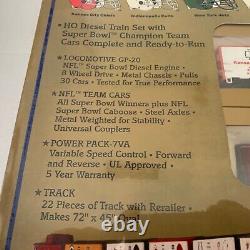 Kansas City Chiefs
Indianapolis Colts
New York Jets
• HO Diesel Train Set with
Super Bowl™ Champion Team
Cars Complete and Ready-to-Run
★ LOCOMOTIVE GP-20
NFL™ Super Bowl Diesel Engine •
8 Wheel Drive • Metal Chassis • Pulls
30 Cars • Tested for True Performance
★ NFL™ TEAM CARS
All Super Bowl Winners plus NFL
Super Bowl Caboose • Steel Axles •
Metal Weighted for Stability •
Universal Couplers
★ POWER PACK-7VA
Variable Speed Control • Forward
and Reverse • UL Approved •
5 Year Warranty
★ TRACK
22 Pieces of Track with Rerailer •
Makes 72" x 45" Oval